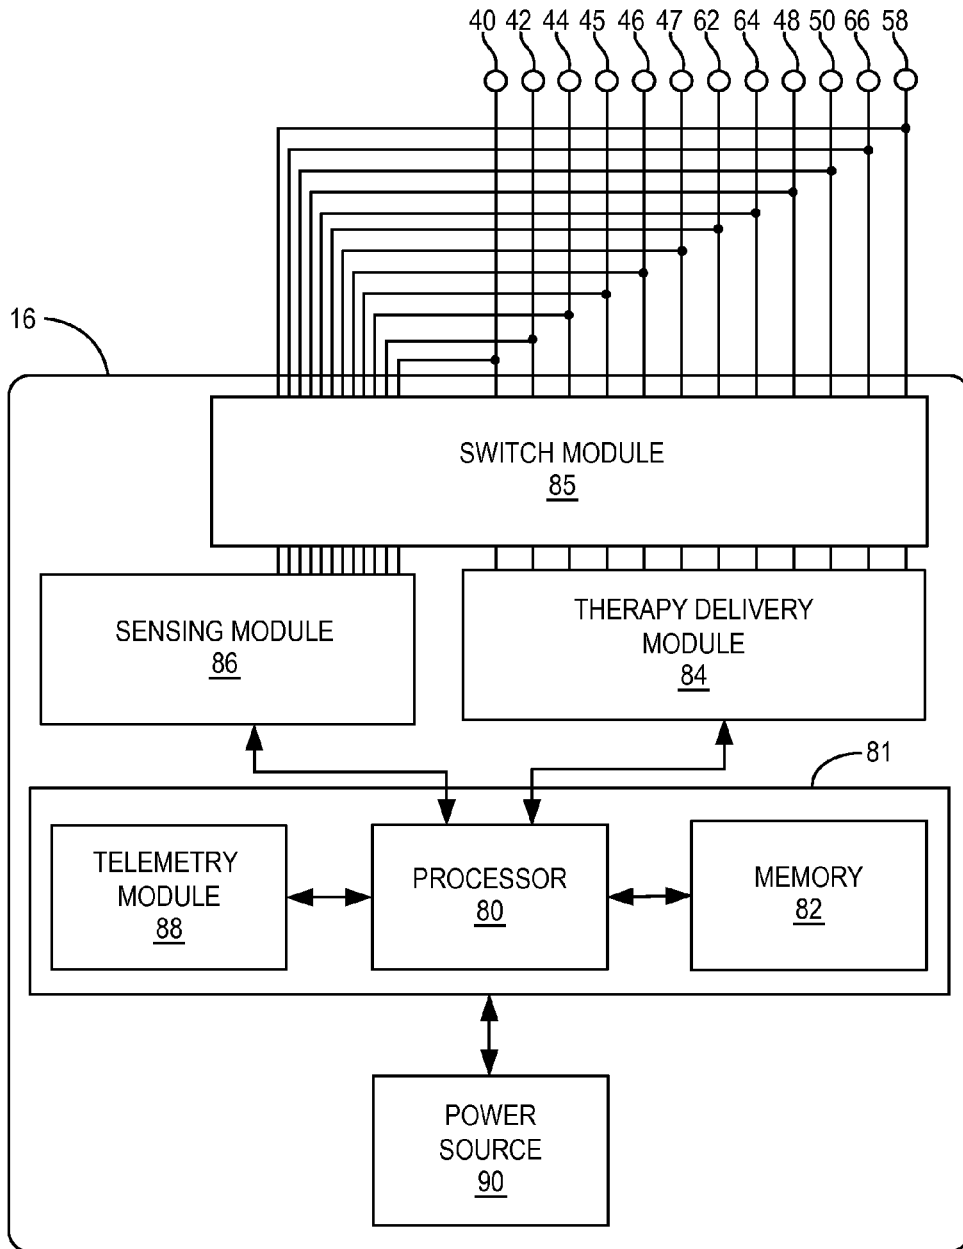 40 42 44 45 46 47 62 64 48 50 66 58
16
SWITCH MODULE
85
SENSING MODULE
86
THERAPY DELIVERY
MODULE
84
81
TELEMETRY
MODULE
88
PROCESSOR
80
MEMORY
82
POWER
SOURCE
90